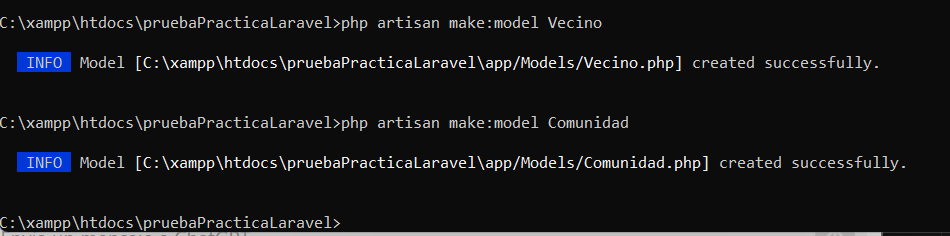 C:\xampp\htdocs\pruebaPracticaLaravel>php artisan make:model Vecino
INFO Model [C:\xampp\htdocs\pruebaPracticaLaravel\app/Models/Vecino.php] created successfully.
C:\xampp\htdocs\pruebaPracticaLaravel>php artisan make:model Comunidad
INFO Model [C:\xampp\htdocs\pruebaPracticaLaravel\app/Models/Comunidad.php] created successfully.
C:\xampp\htdocs\pruebaPracticaLaravel>